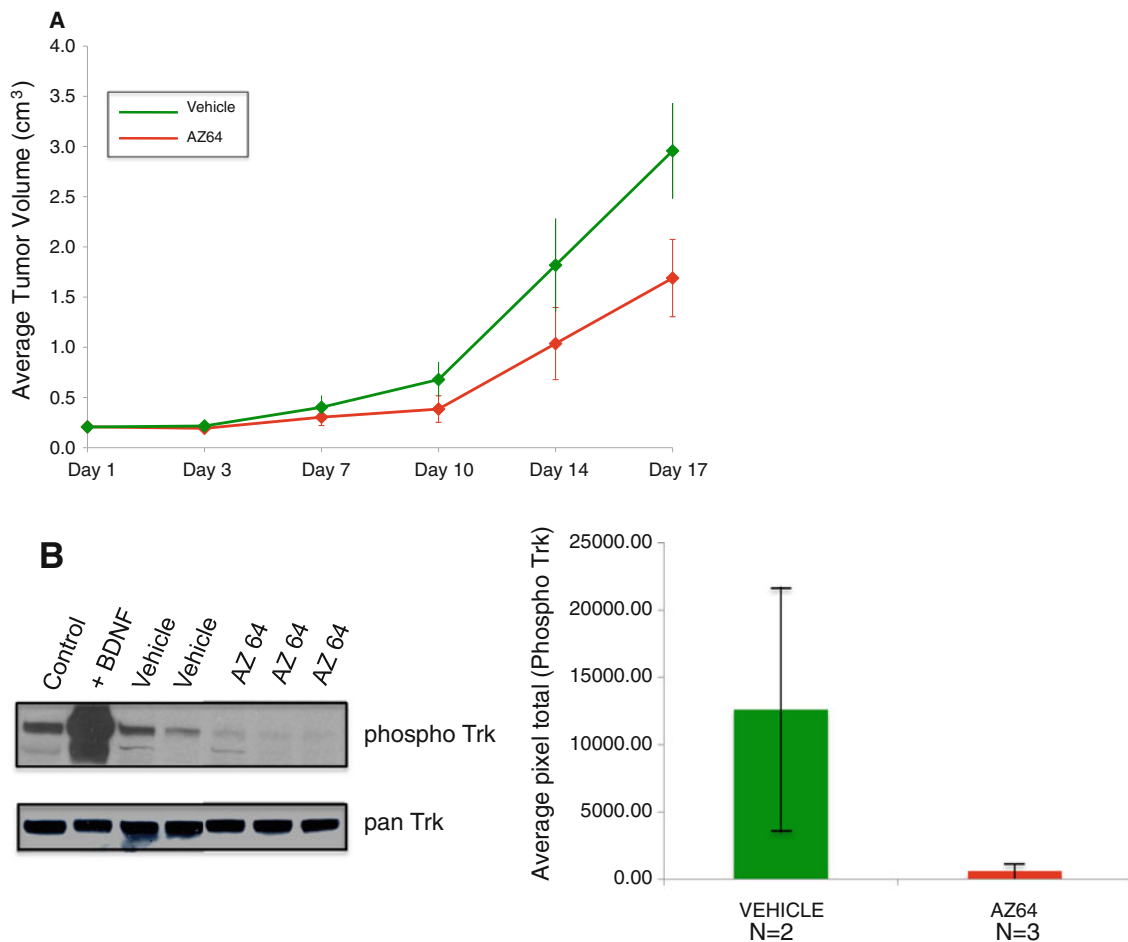 A
Average Tumor Volume (cm³)
4.0
3.5
3.0
2.5
2.0
1.5
1.0
0.5
0.0
Vehicle
AZ64
Day 1 Day 3 Day 7 Day 10 Day 14 Day 17
B
Control + BDNF Vehicle Vehicle AZ 64 AZ 64 AZ 64
phospho Trk
pan Trk
Average pixel total (Phospho Trk)
25000.00
20000.00
15000.00
10000.00
5000.00
0.00
VEHICLE AZ64
N=2 N=3